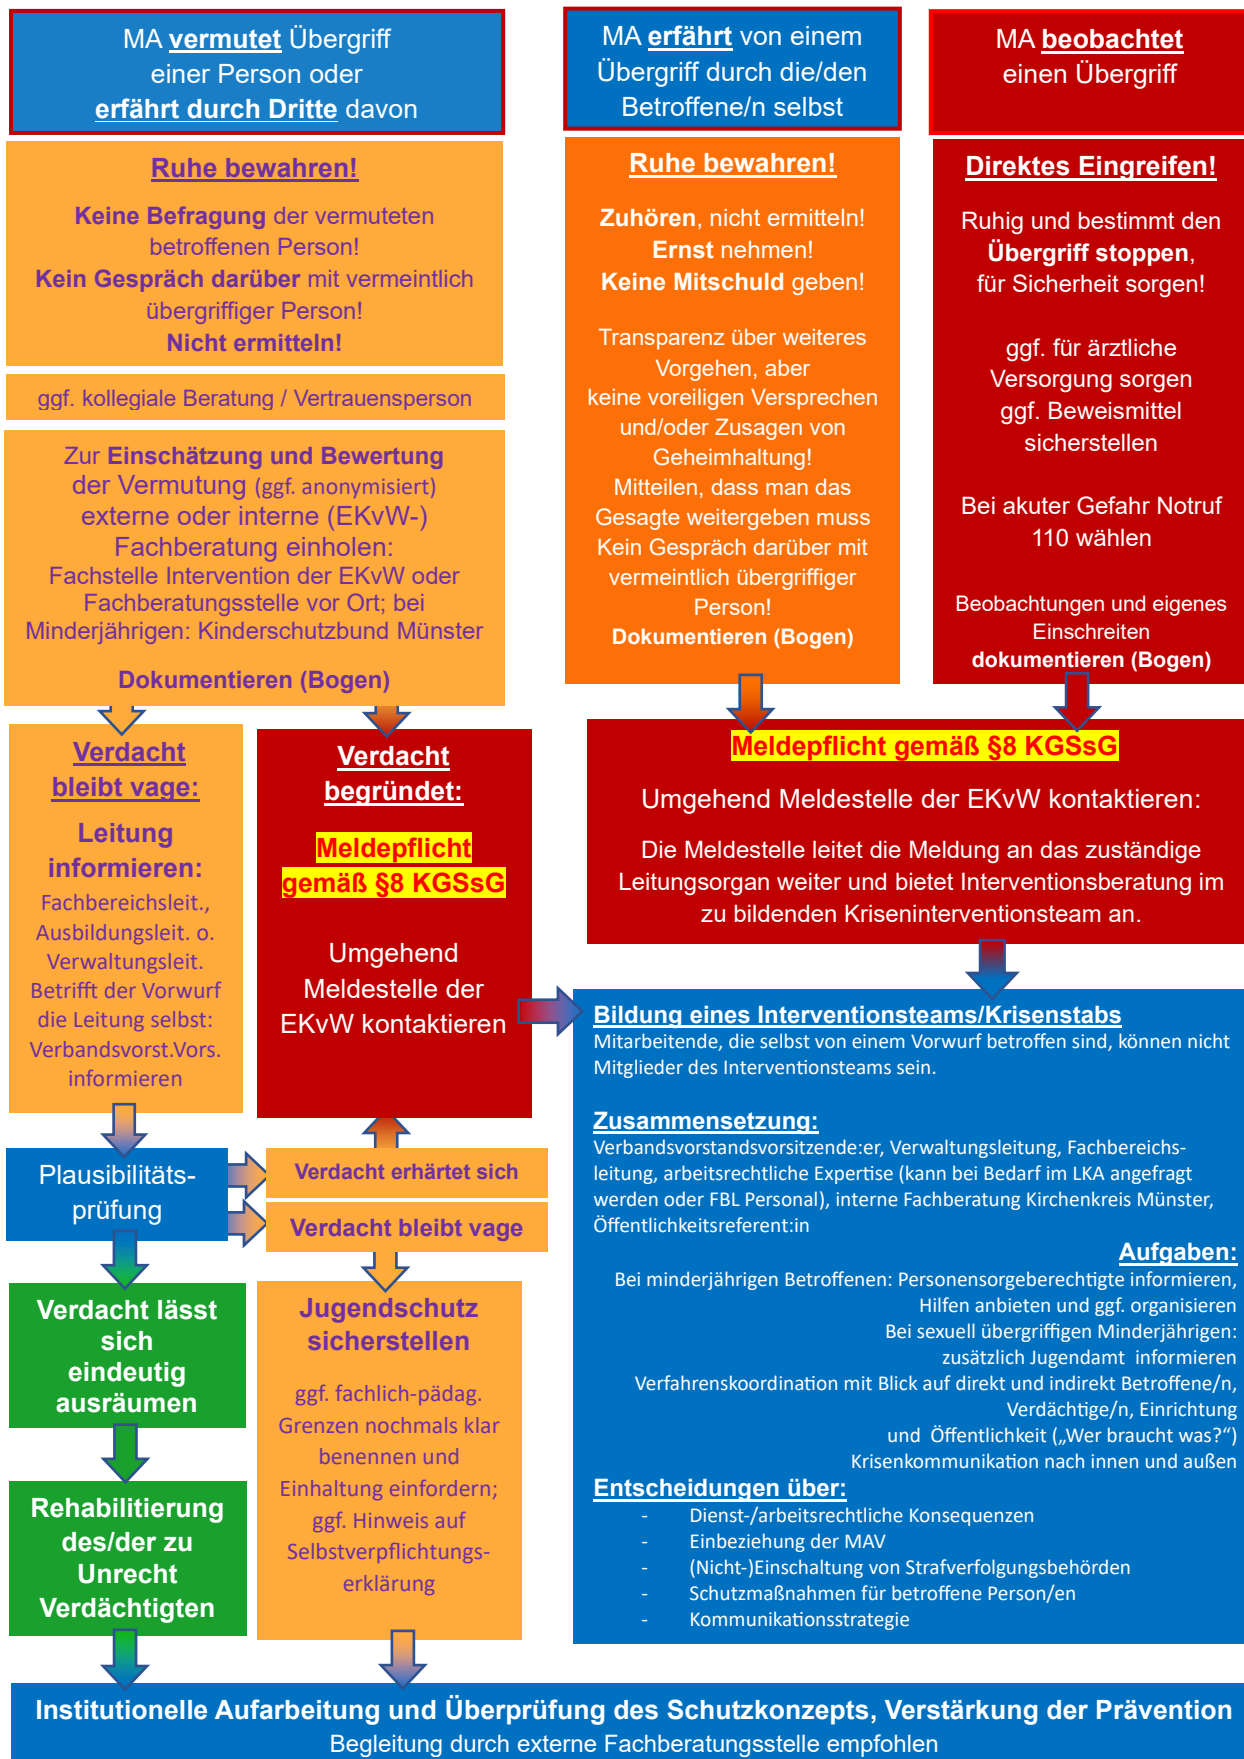 MA vermutet Übergriff
einer Person oder
erfährt durch Dritte davon
Ruhe bewahren!
Keine Befragung der vermuteten
betroffenen Person!
Kein Gespräch darüber mit vermeintlich
übergriffiger Person!
Nicht ermitteln!
ggf. kollegiale Beratung / Vertrauensperson
Zur Einschätzung und Bewertung
der Vermutung (ggf. anonymisiert)
externe oder interne (EKvW-)
Fachberatung einholen:
Fachstelle Intervention der EKvW oder
Fachberatungsstelle vor Ort; bei
Minderjährigen: Kinderschutzbund Münster
Dokumentieren (Bogen)
MA erfährt von einem
Übergriff durch die/den
Betroffene/n selbst
Ruhe bewahren!
Zuhören, nicht ermitteln!
Ernst nehmen!
Keine Mitschuld geben!
Transparenz über weiteres
Vorgehen, aber
keine voreiligen Versprechen
und/oder Zusagen von
Geheimhaltung!
Mitteilen, dass man das
Gesagte weitergeben muss
Kein Gespräch darüber mit
vermeintlich übergriffiger
Person!
Dokumentieren (Bogen)
MA beobachtet
einen Übergriff
Direktes Eingreifen!
Ruhig und bestimmt den
Übergriff stoppen,
für Sicherheit sorgen!
ggf. für ärztliche
Versorgung sorgen
ggf. Beweismittel
sicherstellen
Bei akuter Gefahr Notruf
110 wählen
Beobachtungen und eigenes
Einschreiten
dokumentieren (Bogen)
Verdacht
bleibt vage:
Leitung
informieren:
Fachbereichsleit.,
Ausbildungsleit. o.
Verwaltungsleit.
Betrifft der Vorwurf
die Leitung selbst:
Verbandsvorst.Vors.
informieren
Verdacht
begründet:
Meldepflicht
gemäß §8 KGSsG
Umgehend
Meldestelle der
EKvW kontaktieren
Meldepflicht gemäß §8 KGSsG
Umgehend Meldestelle der EKvW kontaktieren:
Die Meldestelle leitet die Meldung an das zuständige
Leitungsorgan weiter und bietet Interventionsberatung im
zu bildenden Kriseninterventionsteam an.
Plausibilitäts-
prüfung
Verdacht erhärtet sich
Verdacht bleibt vage
Verdacht lässt
sich
eindeutig
ausräumen
Rehabilitierung
des/der zu
Unrecht
Verdächtigten
Jugendschutz
sicherstellen
ggf. fachlich-pädag.
Grenzen nochmals klar
benennen und
Einhaltung einfordern;
ggf. Hinweis auf
Selbstverpflichtungs-
erklärung
Bildung eines Interventionsteams/Krisenstabs
Mitarbeitende, die selbst von einem Vorwurf betroffen sind, können nicht
Mitglieder des Interventionsteams sein.
Zusammensetzung:
Verbandsvorstandsvorsitzende:er, Verwaltungsleitung, Fachbereichs-
leitung, arbeitsrechtliche Expertise (kann bei Bedarf im LKA angefragt
werden oder FBL Personal), interne Fachberatung Kirchenkreis Münster,
Öffentlichkeitsreferent:in
Aufgaben:
Bei minderjährigen Betroffenen: Personensorgeberechtigte informieren,
Hilfen anbieten und ggf. organisieren
Bei sexuell übergriffigen Minderjährigen:
zusätzlich Jugendamt informieren
Verfahrenskoordination mit Blick auf direkt und indirekt Betroffene/n,
Verdächtige/n, Einrichtung
und Öffentlichkeit („Wer braucht was?“)
Krisenkommunikation nach innen und außen
Entscheidungen über:
- Dienst-/arbeitsrechtliche Konsequenzen
- Einbeziehung der MAV
- (Nicht-)Einschaltung von Strafverfolgungsbehörden
- Schutzmaßnahmen für betroffene Person/en
- Kommunikationsstrategie
Institutionelle Aufarbeitung und Überprüfung des Schutzkonzepts, Verstärkung der Prävention
Begleitung durch externe Fachberatungsstelle empfohlen